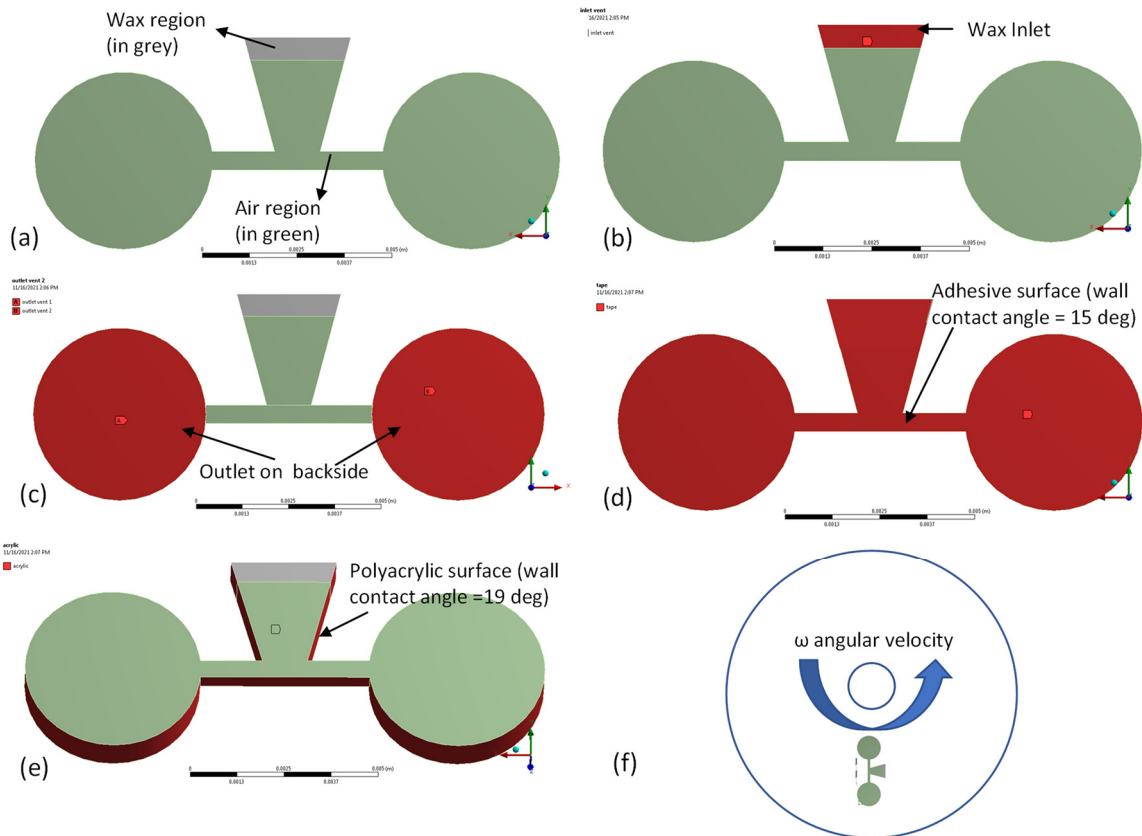 Wax region
(in grey)
Air region
(in green)
(a)
0
0.0025
0.005 (m)
0.0013
0.0037
X
inlet vent
'16/2021 2:05 PM
inlet vent
Wax Inlet
(b)
0
0.0025
0.005 (m)
0.0013
0.0037
X
outlet vent 2
11/16/2021 2:06 PM
A outlet vent 1
B outlet vent 2
A
B
Outlet on backside
(c)
0
0.0025
0.005 (m)
0.0013
0.0037
X
tape
11/16/2021 2:07 PM
tape
Adhesive surface (wall
contact angle = 15 deg)
(d)
0
0.0025
0.005 (m)
0.0013
0.0037
acrylic
11/16/2021 2:07 PM
acrylic
Polyacrylic surface (wall
contact angle =19 deg)
(e)
0
0.0025
0.005 (m)
0.0013
0.0037
ω angular velocity
(f)